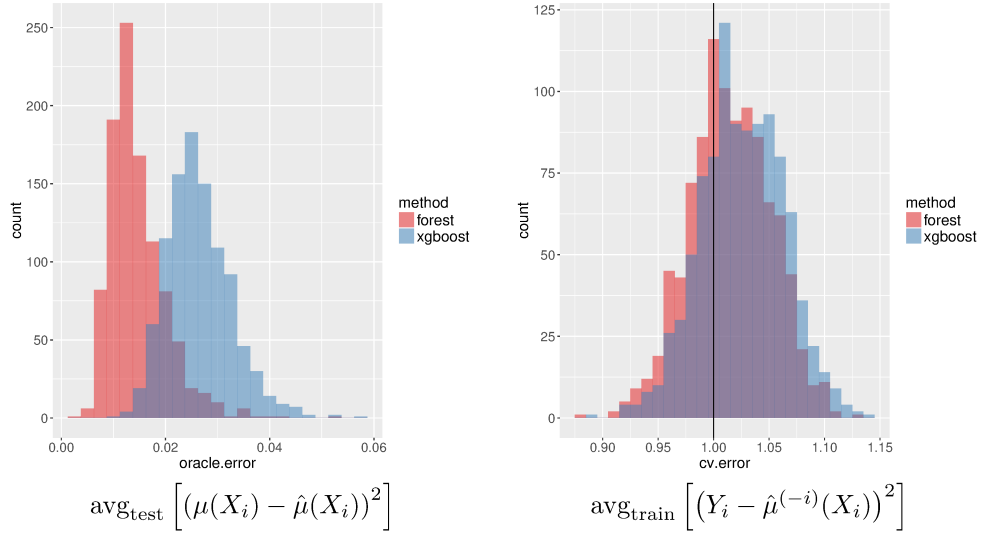 250
200
150
100
50
0
count
0.00
0.02
0.04
0.06
oracle.error
method
forest
xgboost
avg_test [(μ(X_i) − μ̂(X_i))²]
125
100
75
50
25
0
count
0.90
0.95
1.00
1.05
1.10
1.15
cv.error
method
forest
xgboost
avg_train [(Y_i − μ̂^(−i)(X_i))²]